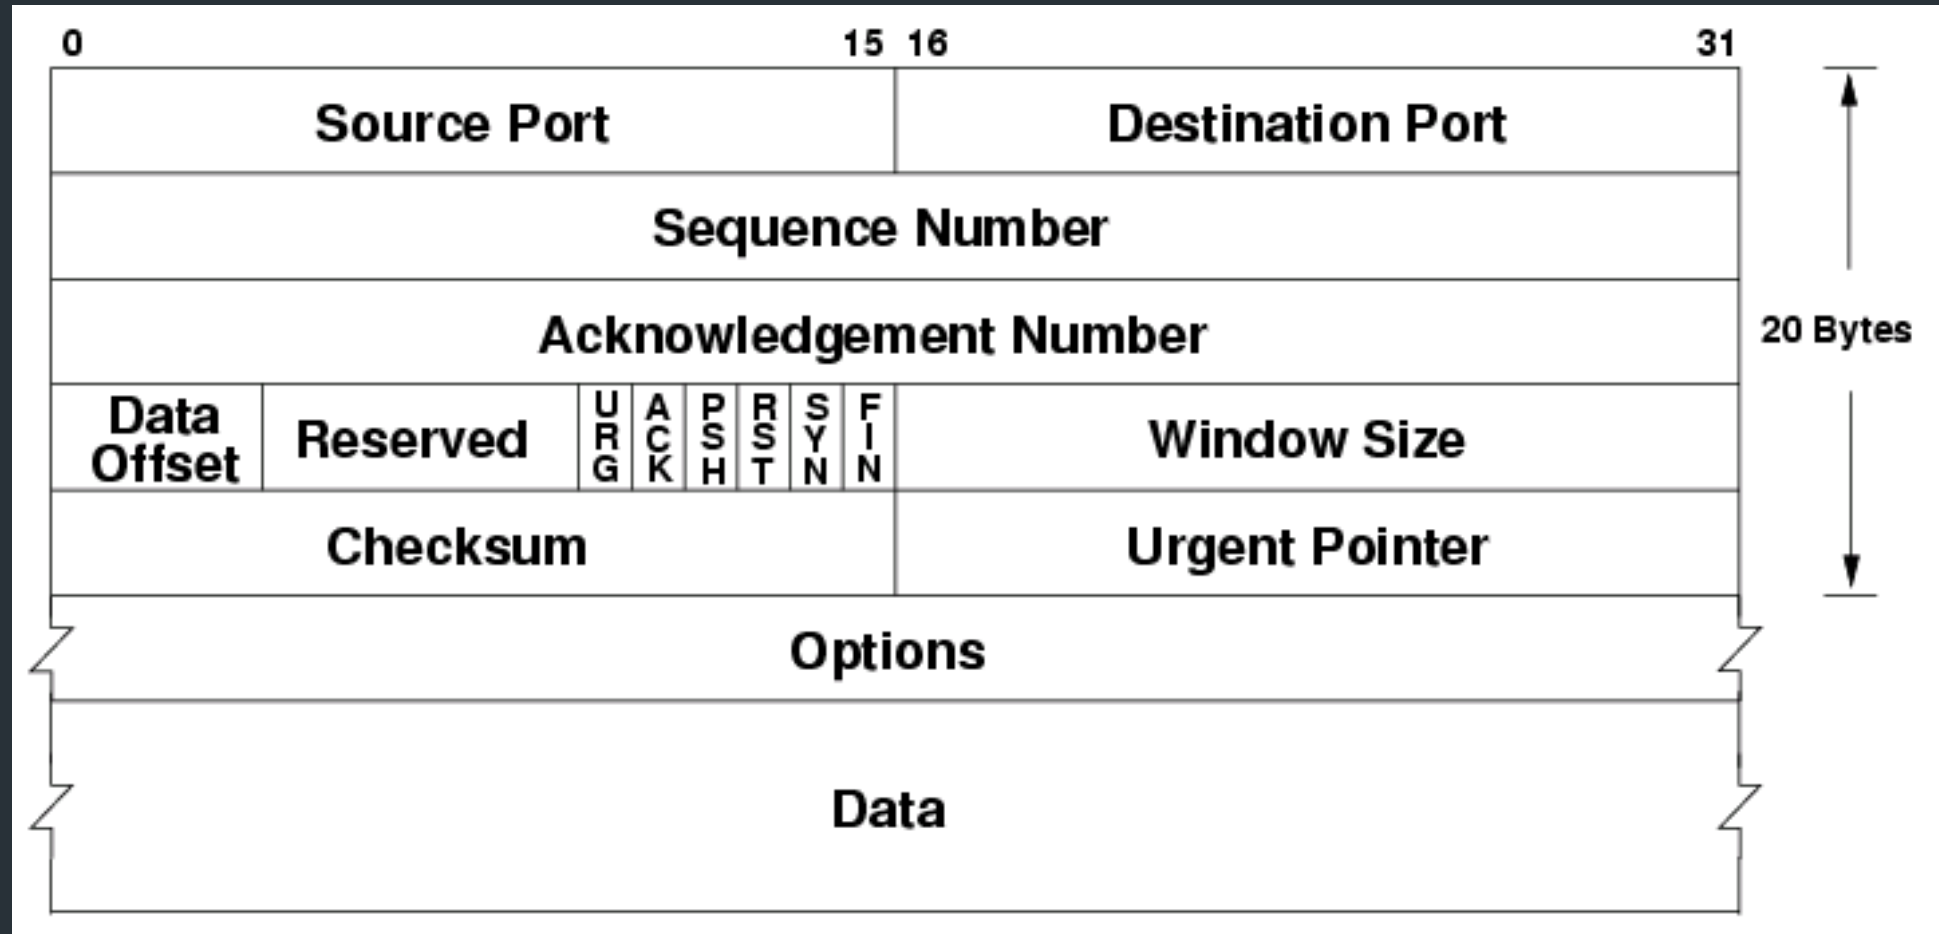 0 15 16 31
Source Port Destination Port
Sequence Number
Acknowledgement Number
20 Bytes
Data Offset Reserved URG ACK PSH RST SYN FIN Window Size
Checksum Urgent Pointer
Options
Data